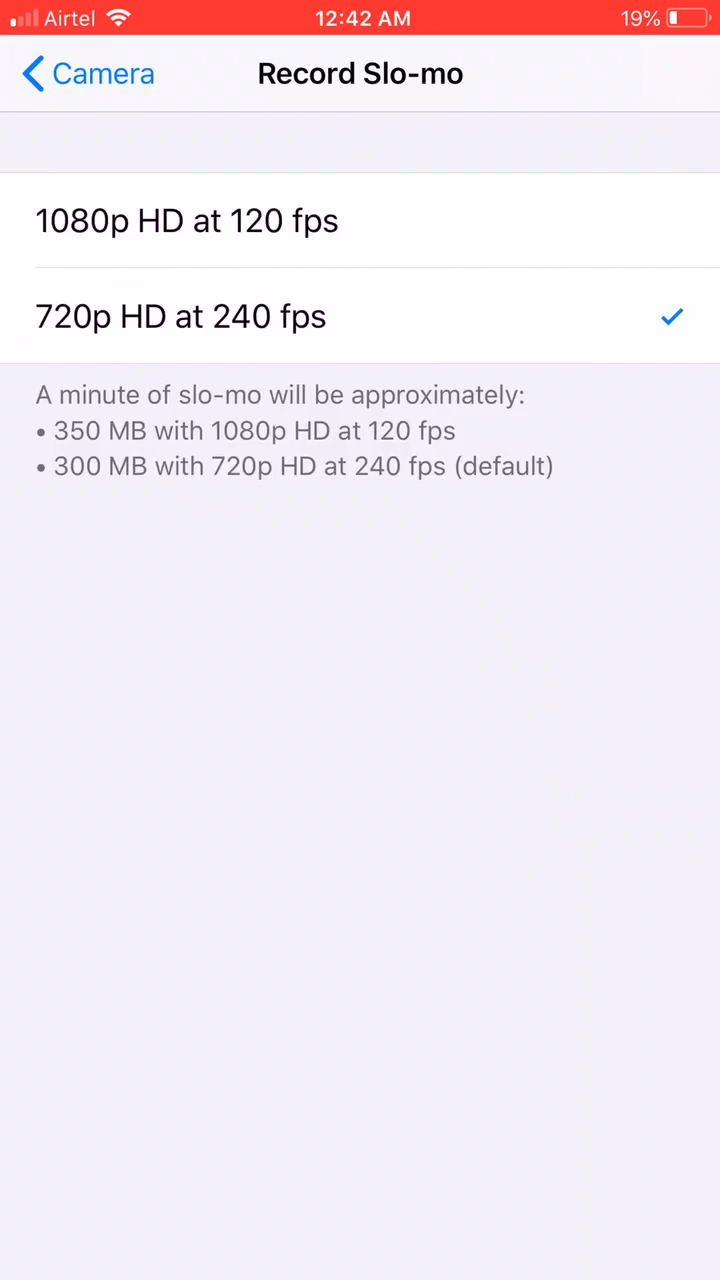 Airtel 12:42 AM 19%
Camera Record Slo-mo
1080p HD at 120 fps
720p HD at 240 fps
A minute of slo-mo will be approximately:
• 350 MB with 1080p HD at 120 fps
• 300 MB with 720p HD at 240 fps (default)